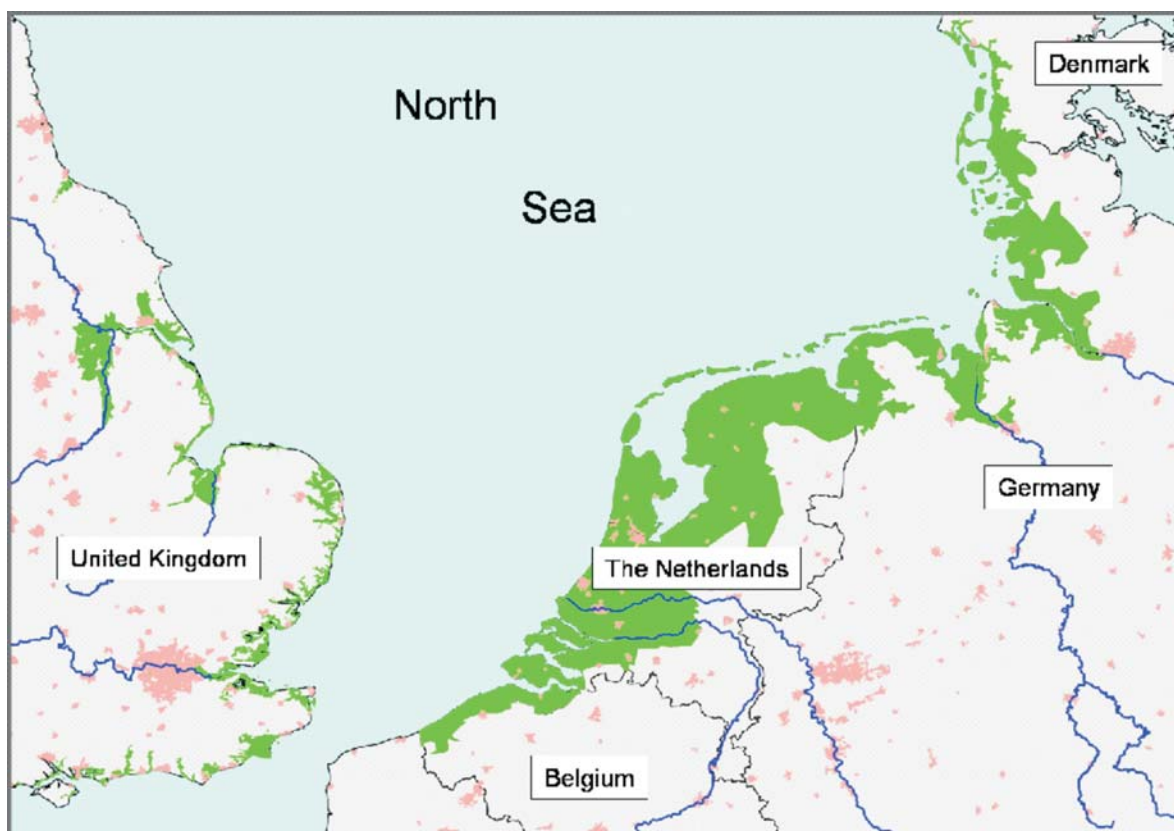 North
Sea
Denmark
Germany
United Kingdom
The Netherlands
Belgium